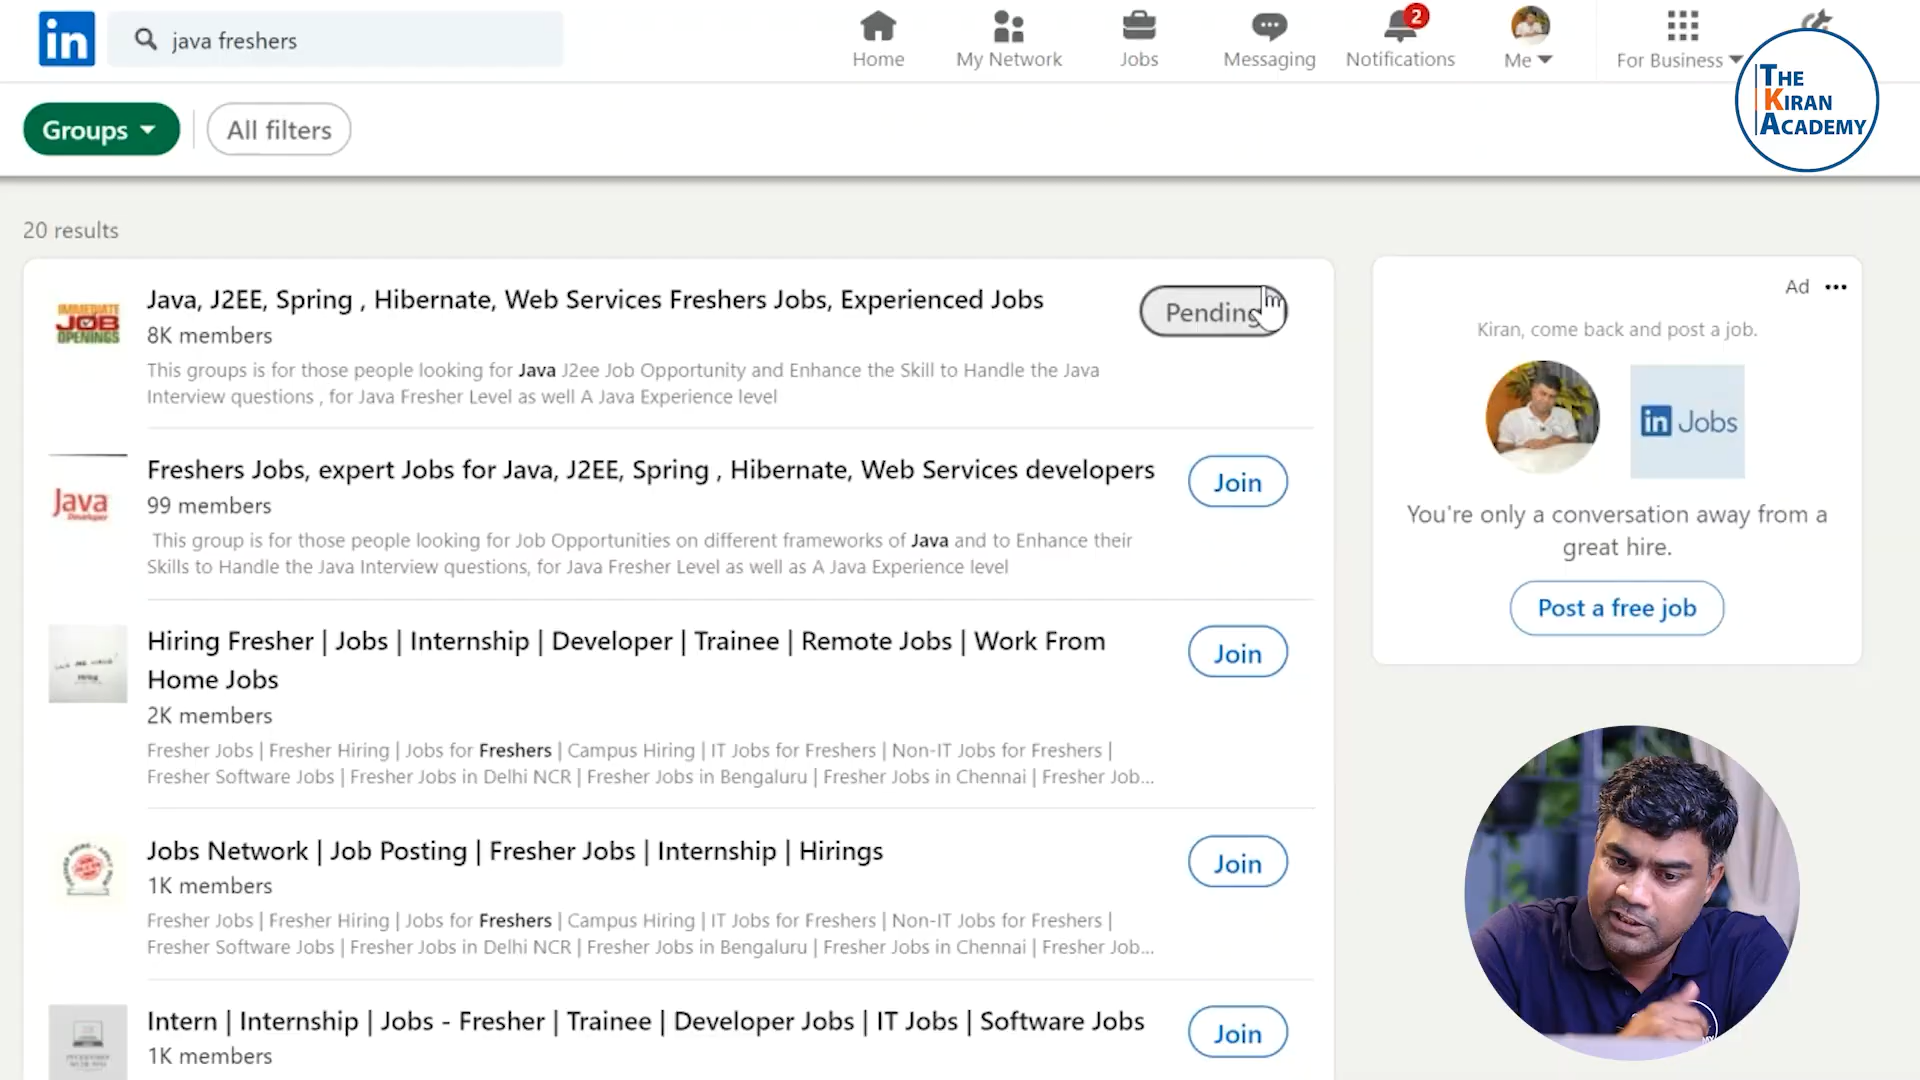 in
java freshers
Home
My Network
Jobs
Messaging
2
Notifications
Me
For Business
THE
KIRAN
ACADEMY
Groups
All filters
20 results
IMMEDIATE
JOB
OPENINGS
Java, J2EE, Spring , Hibernate, Web Services Freshers Jobs, Experienced Jobs
8K members
Pending
This groups is for those people looking for Java J2ee Job Opportunity and Enhance the Skill to Handle the Java
Interview questions , for Java Fresher Level as well A Java Experience level
Java
Developer
Freshers Jobs, expert Jobs for Java, J2EE, Spring , Hibernate, Web Services developers
99 members
Join
This group is for those people looking for Job Opportunities on different frameworks of Java and to Enhance their
Skills to Handle the Java Interview questions, for Java Fresher Level as well as A Java Experience level
Hiring Fresher | Jobs | Internship | Developer | Trainee | Remote Jobs | Work From
Home Jobs
2K members
Join
Fresher Jobs | Fresher Hiring | Jobs for Freshers | Campus Hiring | IT Jobs for Freshers | Non-IT Jobs for Freshers |
Fresher Software Jobs | Fresher Jobs in Delhi NCR | Fresher Jobs in Bengaluru | Fresher Jobs in Chennai | Fresher Job...
Jobs Network | Job Posting | Fresher Jobs | Internship | Hirings
1K members
Join
Fresher Jobs | Fresher Hiring | Jobs for Freshers | Campus Hiring | IT Jobs for Freshers | Non-IT Jobs for Freshers |
Fresher Software Jobs | Fresher Jobs in Delhi NCR | Fresher Jobs in Bengaluru | Fresher Jobs in Chennai | Fresher Job...
Intern | Internship | Jobs - Fresher | Trainee | Developer Jobs | IT Jobs | Software Jobs
1K members
Join
Ad
Kiran, come back and post a job.
in Jobs
You're only a conversation away from a
great hire.
Post a free job